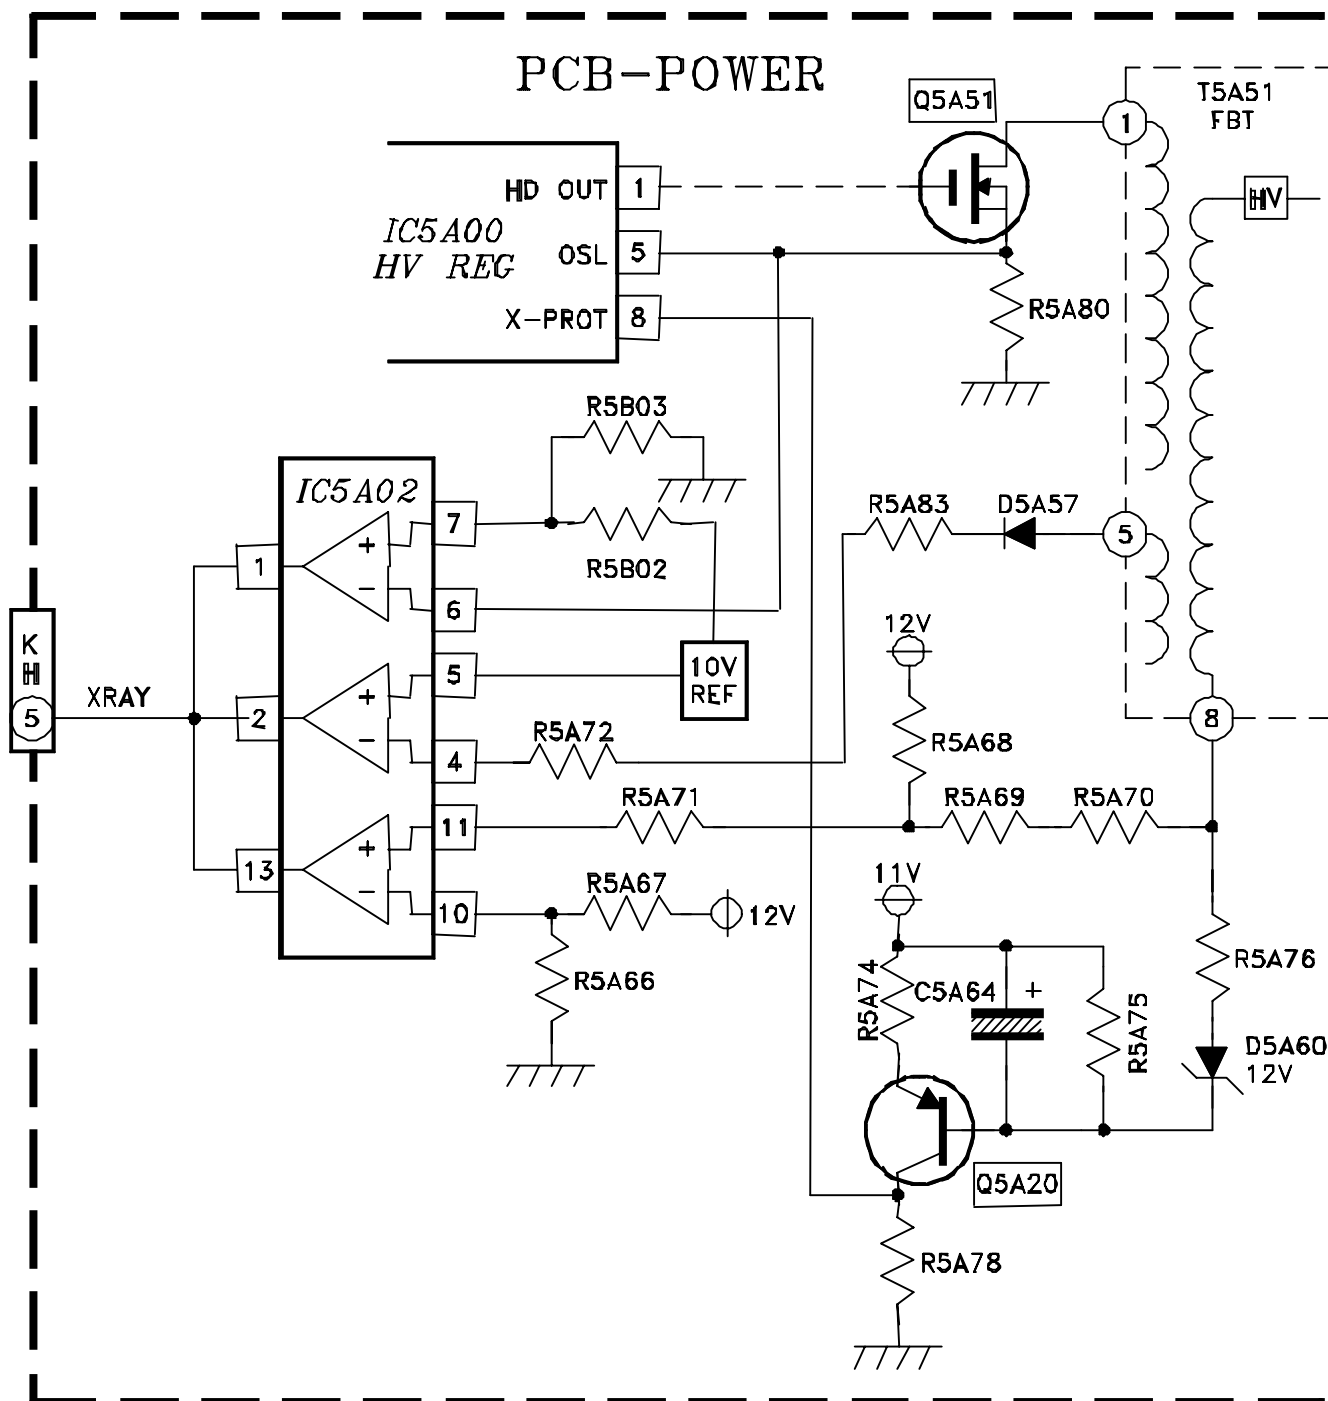 PCB-POWER
Q5A51
T5A51
FBT
1
HD OUT 1
HV
IC5A00
HV REG
OSL 5
X-PROT 8
R5A80
R5B03
IC5A02
7
R5A83
D5A57
5
+
1
R5B02
-
6
12V
K
H
5
XRAY
5
10V
REF
+
2
8
-
4
R5A72
R5A68
R5A71
R5A69
R5A70
11
+
13
-
10
R5A67
12V
11V
R5A66
R5A74
C5A64 +
R5A75
R5A76
D5A60
12V
Q5A20
R5A78